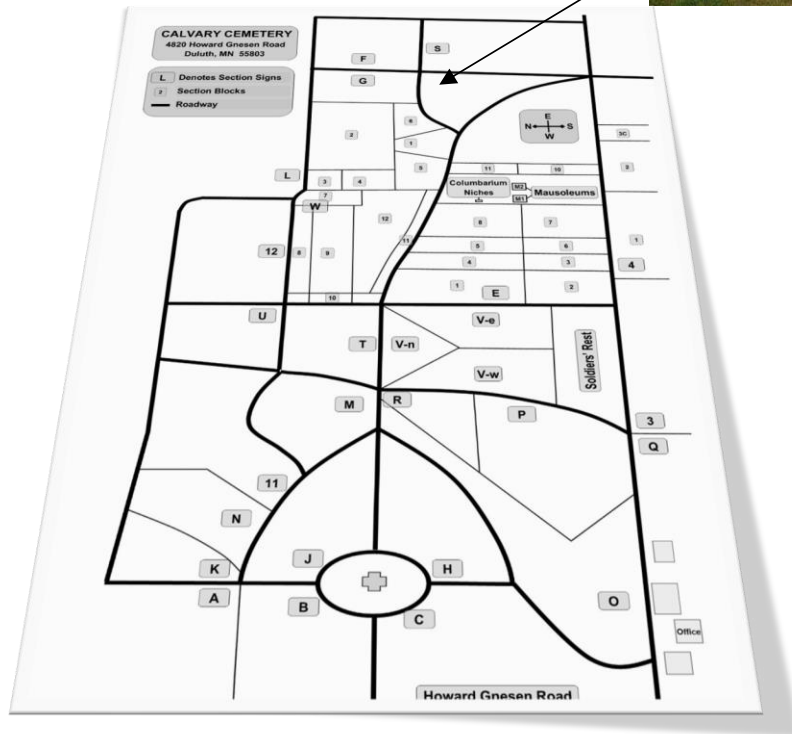 CALVARY CEMETERY
4820 Howard Gnesen Road
Duluth, MN 55803
L Denotes Section Signs
2 Section Blocks
Roadway
S
F
G
E
N S
W
6
2
1
3C
5
11
10
2
L
3
4
Columbarium
Niches
M2
M1
Mausoleums
7
W
12
8
7
11
1
12
8
9
5
6
4
3
4
1
E
2
10
U
V-e
T
V-n
Soldiers' Rest
V-w
M
R
P
3
Q
11
N
J
K
H
A
B
C
O
Office
Howard Gnesen Road